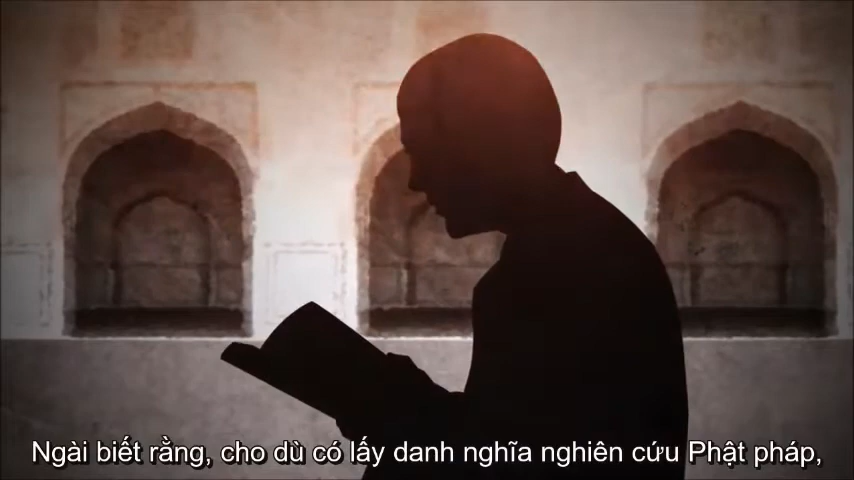 Ngài biết rằng, cho dù có lấy danh nghĩa nghiên cứu Phật pháp,